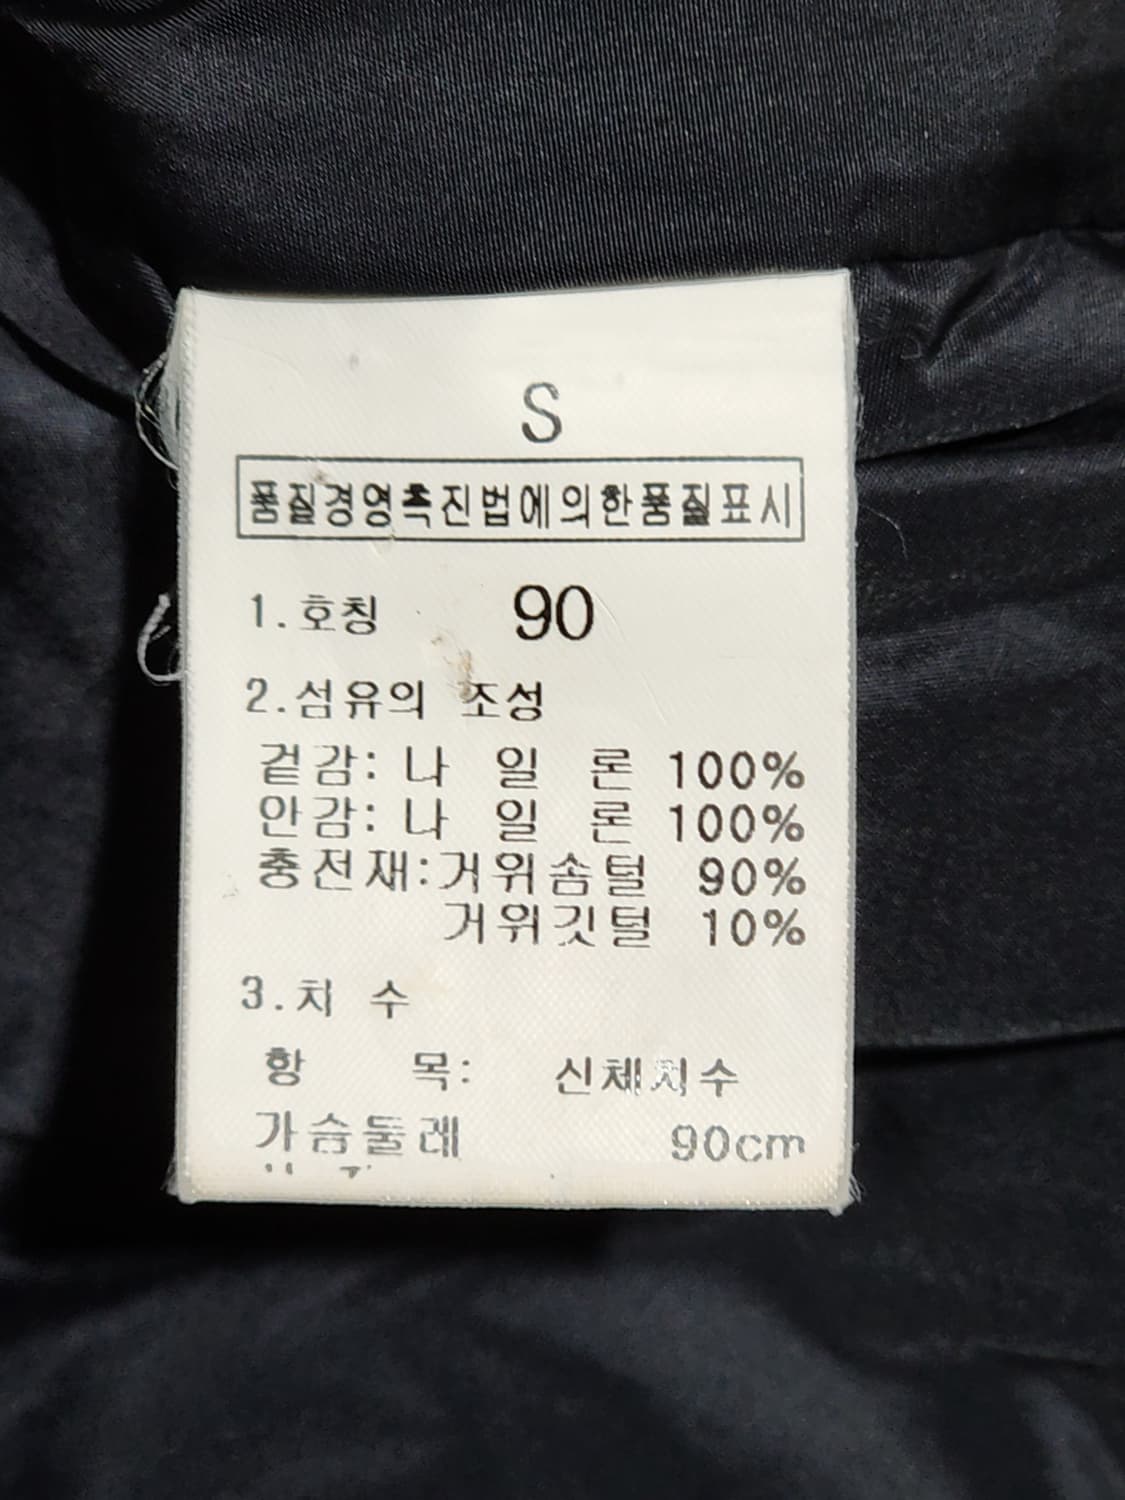 S
품질경영촉진법에의한품질표시
1.호칭 90
2.섬유의 조성
겉감: 나 일 론 100%
안감: 나 일 론 100%
충전재:거위솜털 90%
거위깃털 10%
3.치 수
항 목: 신체치수
가슴둘레 90cm